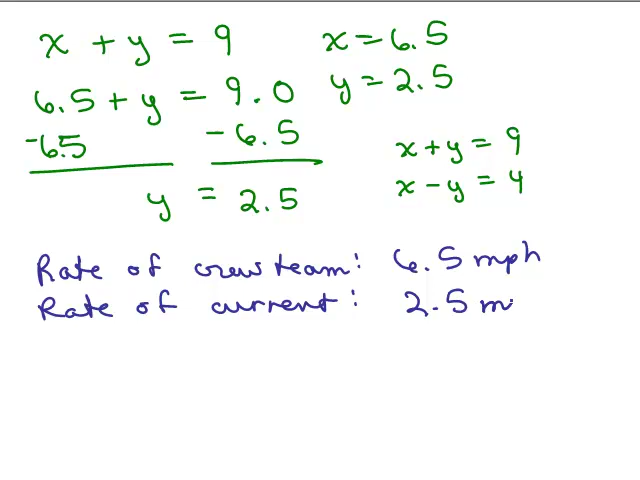 x + y = 9
x = 6.5
6.5 + y = 9.0
y = 2.5
-6.5 -6.5
x + y = 9
y = 2.5
x - y = 4
Rate of crew team: 6.5 mph
Rate of current: 2.5 m